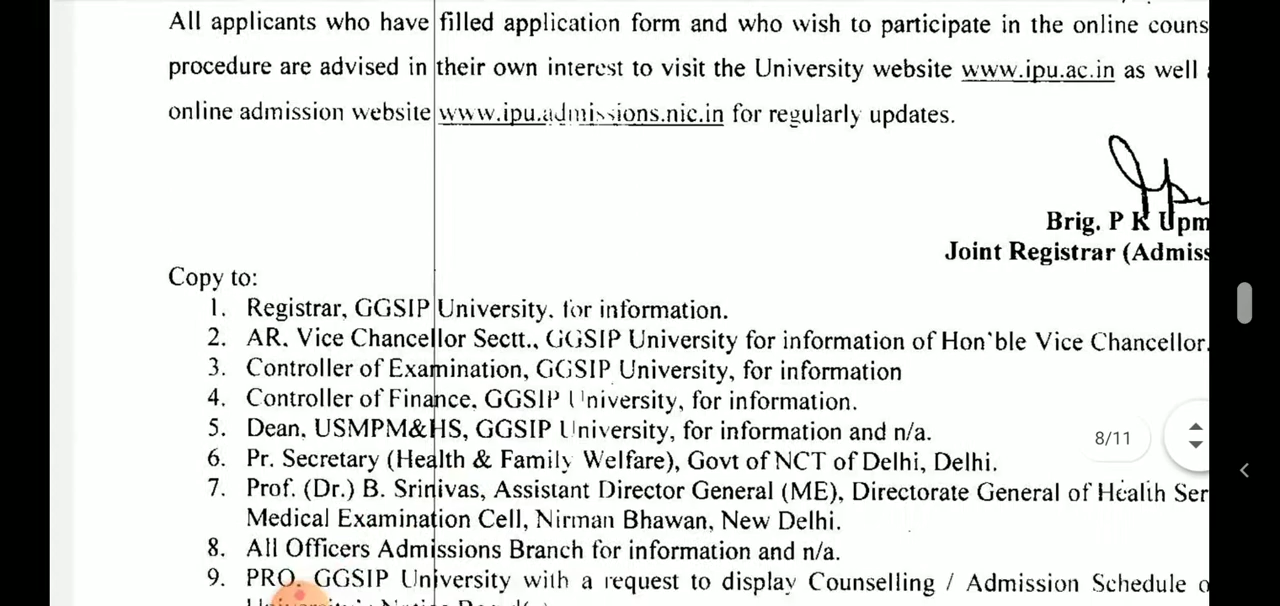 All applicants who have filled application form and who wish to participate in the online couns
procedure are advised in their own interest to visit the University website www.ipu.ac.in as well
online admission website www.ipu.admissions.nic.in for regularly updates.
Brig. P K Upm
Joint Registrar (Admiss
Copy to:
1. Registrar, GGSIP University, for information.
2. AR, Vice Chancellor Sectt., GGSIP University for information of Hon'ble Vice Chancellor.
3. Controller of Examination, GGSIP University, for information
4. Controller of Finance, GGSIP University, for information.
5. Dean, USMPM&HS, GGSIP University, for information and n/a.
8/11
6. Pr. Secretary (Health & Family Welfare), Govt of NCT of Delhi, Delhi.
7. Prof. (Dr.) B. Srinivas, Assistant Director General (ME), Directorate General of Health Ser
Medical Examination Cell, Nirman Bhawan, New Delhi.
8. All Officers Admissions Branch for information and n/a.
9. PRO, GGSIP University with a request to display Counselling / Admission Schedule o